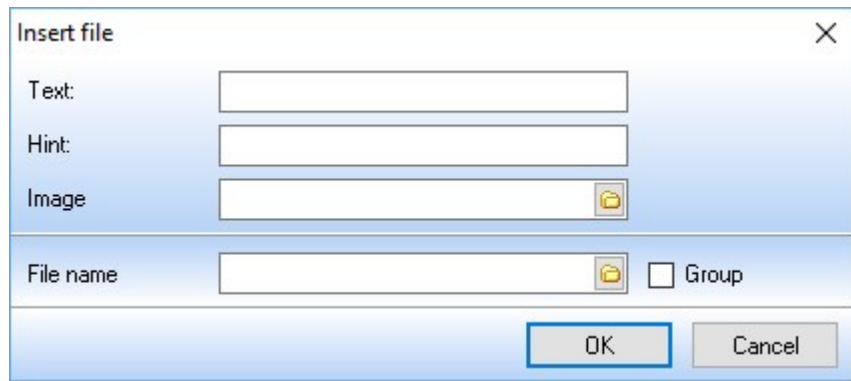 Insert file
Text:
Hint:
Image
File name
Group
OK
Cancel